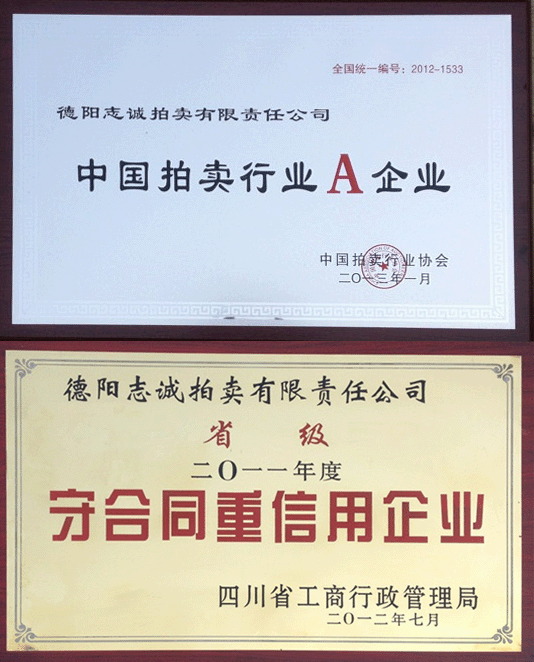 全国统一编号：2012-1533
德阳志诚拍卖有限责任公司
中国拍卖行业A企业
中国拍卖行业协会
二〇一三年一月
德阳志诚拍卖有限责任公司
省 级
二〇一一年度
守合同重信用企业
四川省工商行政管理局
二〇一二年七月